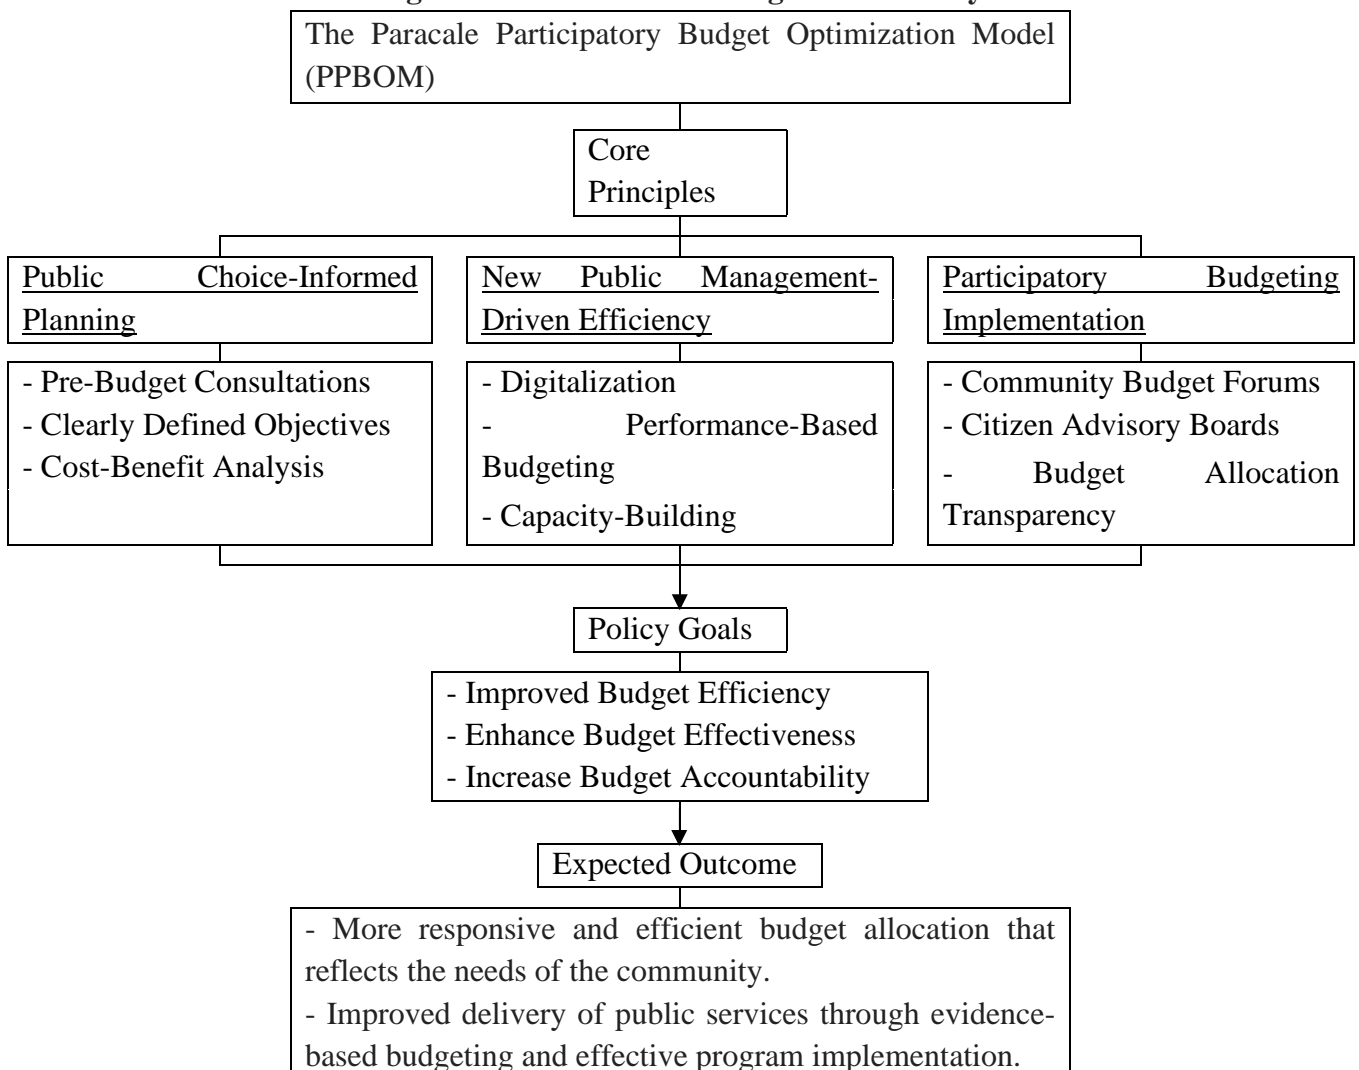 The Paracale Participatory Budget Optimization Model
(PPBOM)
Core
Principles
Public Choice-Informed
Planning
New Public Management-
Driven Efficiency
Participatory Budgeting
Implementation
- Pre-Budget Consultations
- Clearly Defined Objectives
- Cost-Benefit Analysis
- Digitalization
- Performance-Based
Budgeting
- Capacity-Building
- Community Budget Forums
- Citizen Advisory Boards
- Budget Allocation
Transparency
Policy Goals
- Improved Budget Efficiency
- Enhance Budget Effectiveness
- Increase Budget Accountability
Expected Outcome
- More responsive and efficient budget allocation that
reflects the needs of the community.
- Improved delivery of public services through evidence-
based budgeting and effective program implementation.